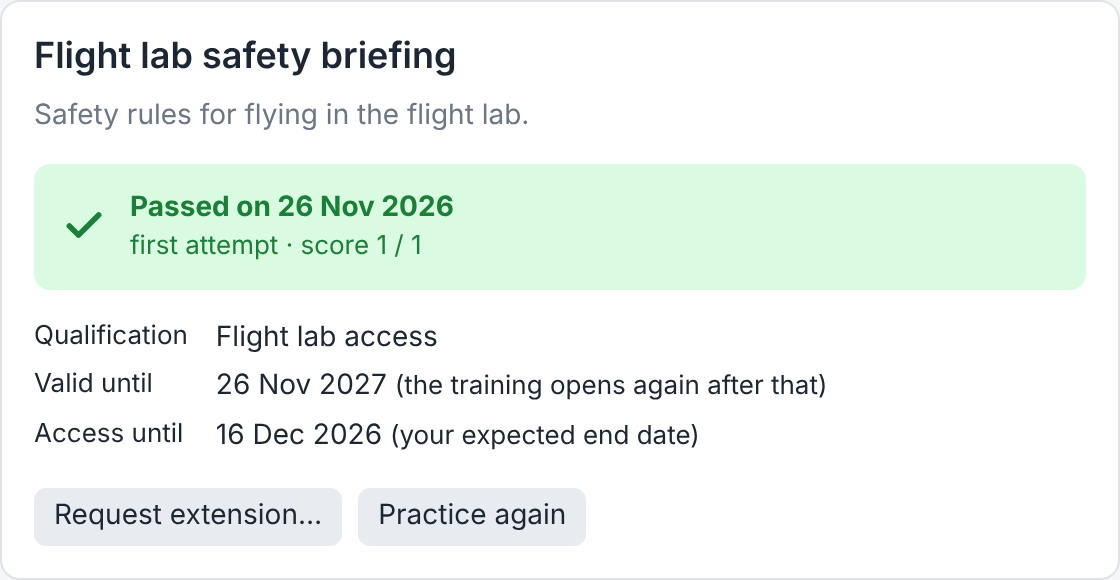 Flight lab safety briefing
Safety rules for flying in the flight lab.
Passed on 26 Nov 2026
first attempt · score 1 / 1
Qualification Flight lab access
Valid until 26 Nov 2027 (the training opens again after that)
Access until 16 Dec 2026 (your expected end date)
Request extension... Practice again